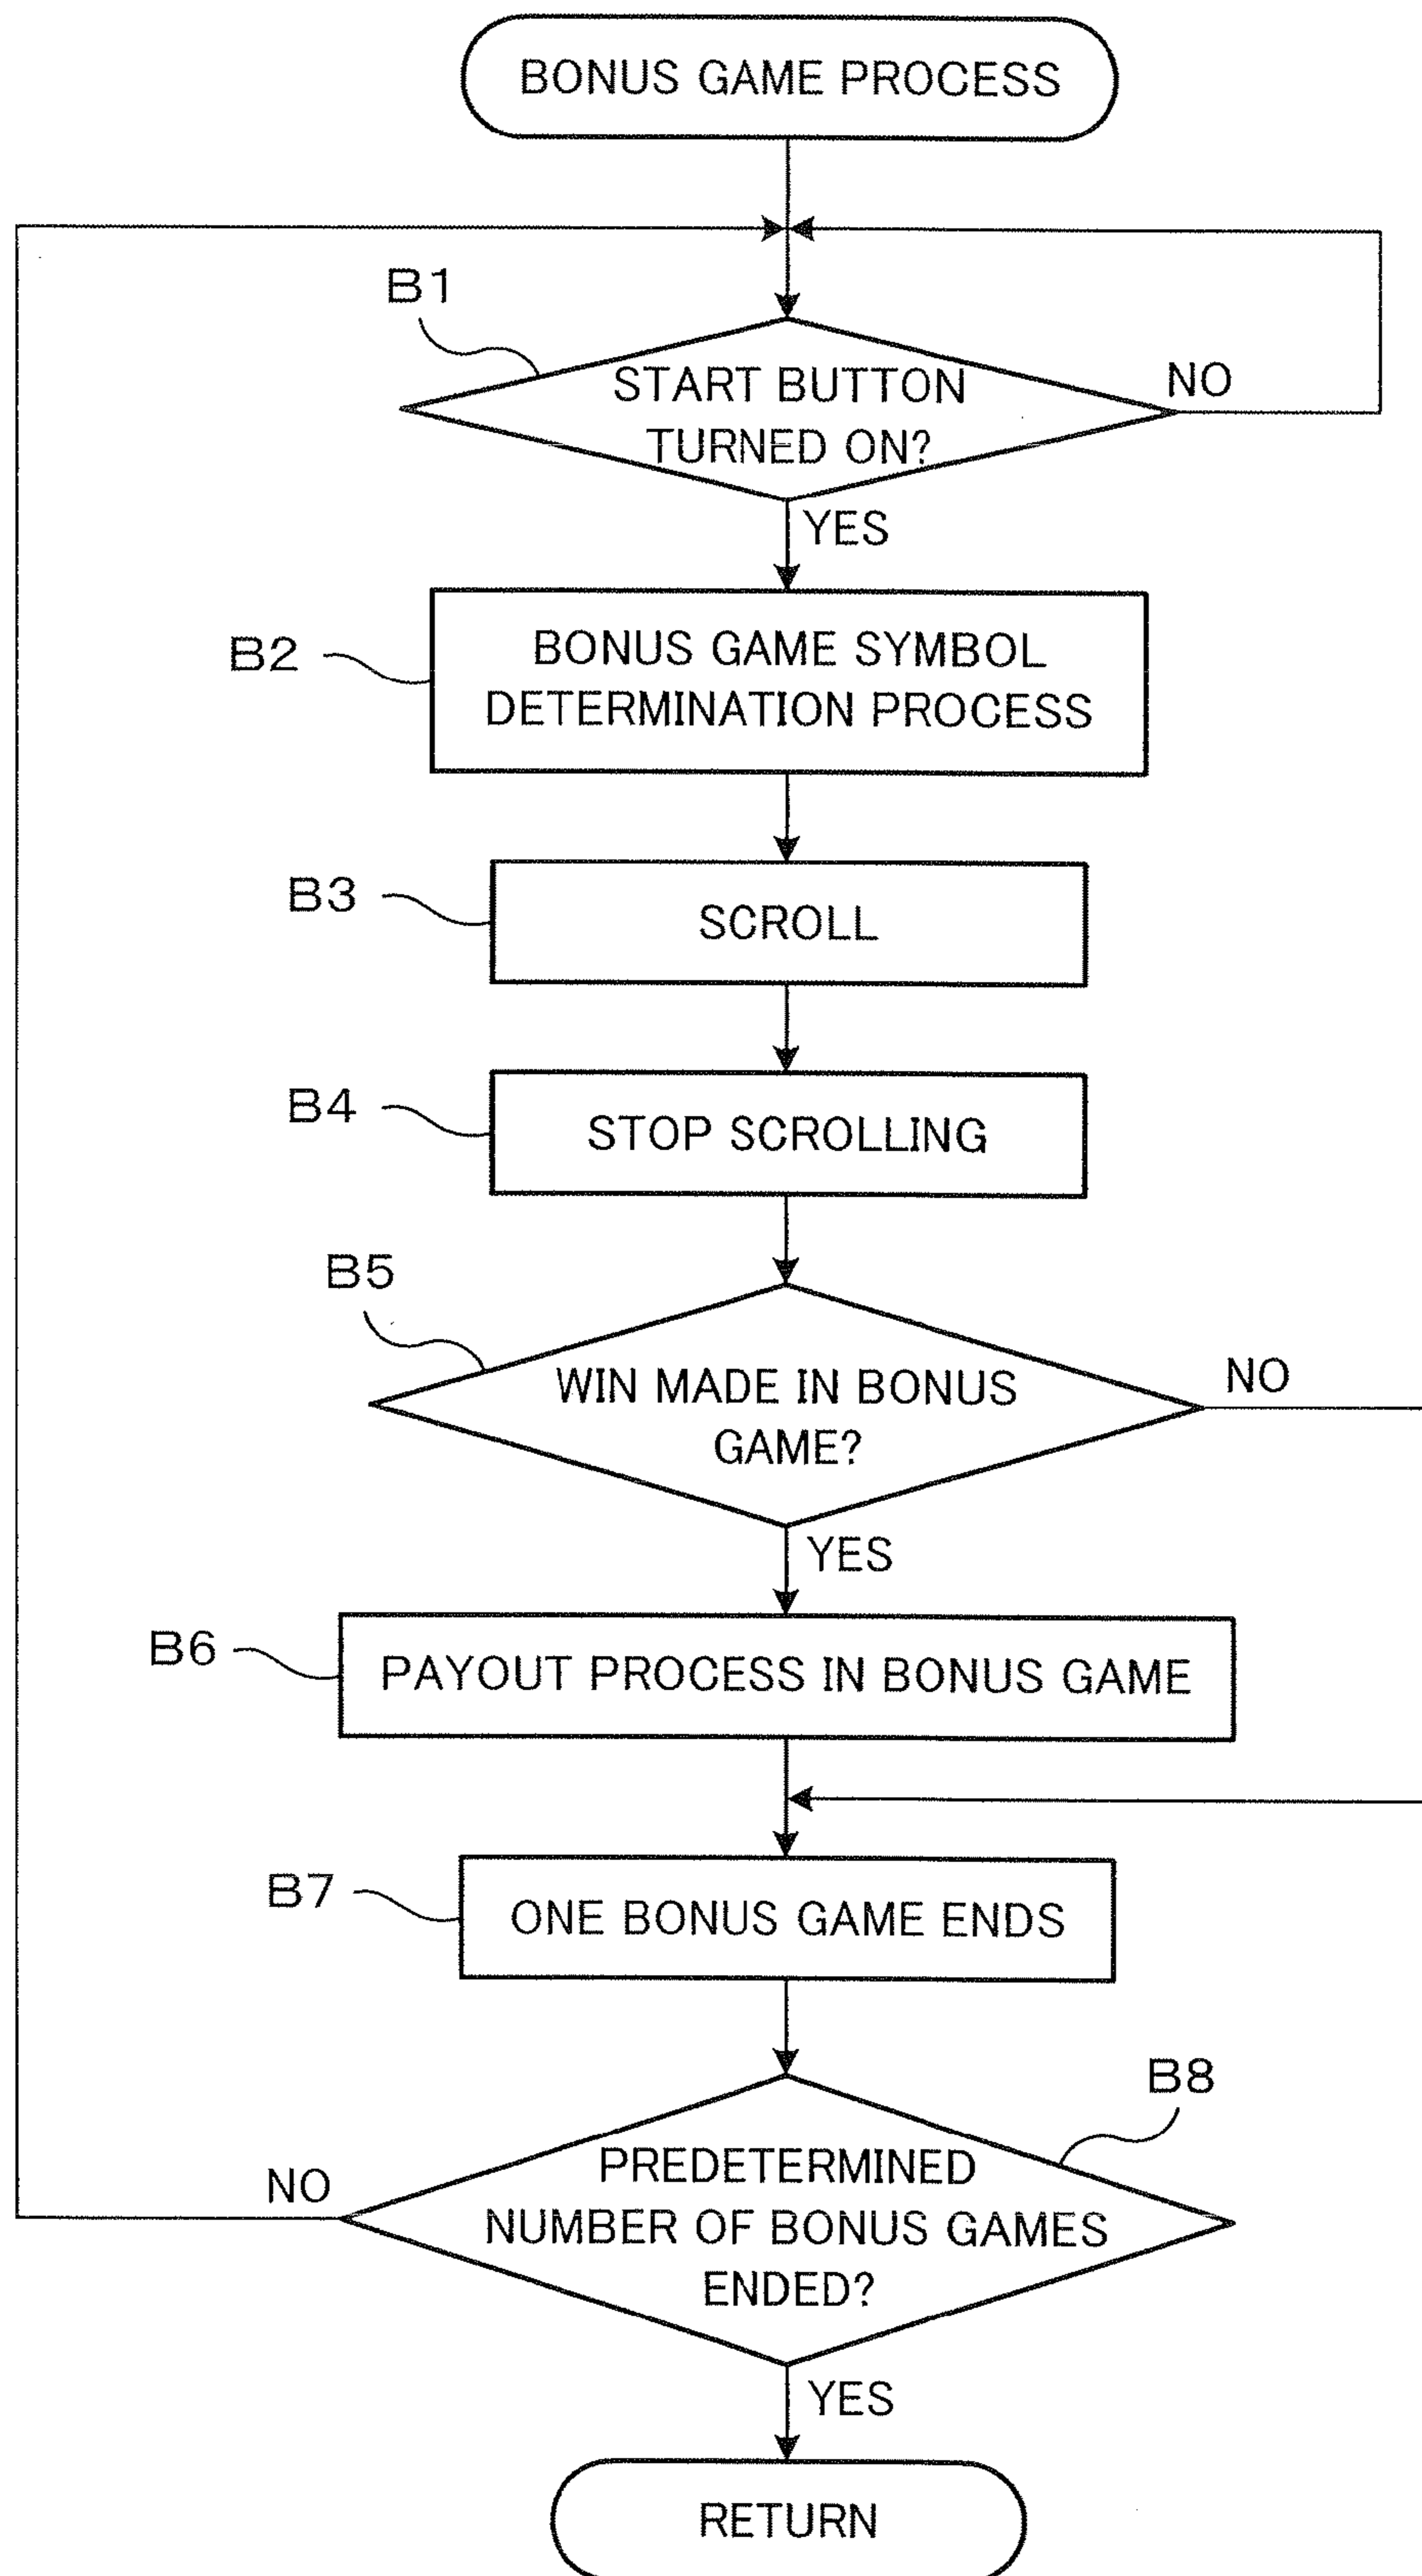 BONUS GAME PROCESS
B1
START BUTTON
TURNED ON?
NO
YES
B2
BONUS GAME SYMBOL
DETERMINATION PROCESS
B3
SCROLL
B4
STOP SCROLLING
B5
WIN MADE IN BONUS
GAME?
NO
YES
B6
PAYOUT PROCESS IN BONUS GAME
B7
ONE BONUS GAME ENDS
B8
PREDETERMINED
NUMBER OF BONUS GAMES
ENDED?
NO
YES
RETURN